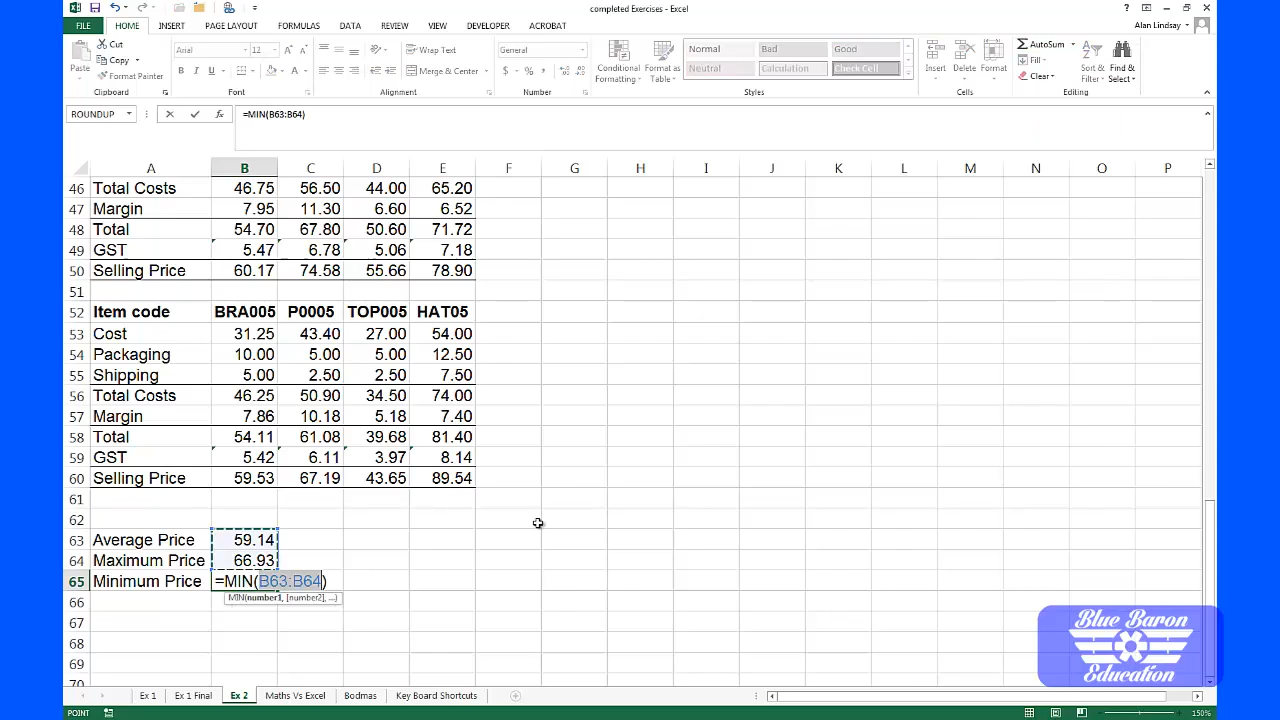 completed Exercises - Excel
FILE HOME INSERT PAGE LAYOUT FORMULAS DATA REVIEW VIEW DEVELOPER ACROBAT Alan Lindsay
Paste Cut Copy Format Painter
Clipboard
Arial 12
B I U A
Font
Wrap Text
Merge & Center
Alignment
General
$ % ,
Number
Conditional Formatting Format as Table
Normal Bad Good
Neutral Calculation Check Cell
Styles
Insert Delete Format
Cells
AutoSum Fill Clear Sort & Filter Find & Select
Editing
ROUNDUP fx =MIN(B63:B64)
A B C D E F G H I J K L M N O P
46 Total Costs 46.75 56.50 44.00 65.20
47 Margin 7.95 11.30 6.60 6.52
48 Total 54.70 67.80 50.60 71.72
49 GST 5.47 6.78 5.06 7.18
50 Selling Price 60.17 74.58 55.66 78.90
51
52 Item code BRA005 P0005 TOP005 HAT05
53 Cost 31.25 43.40 27.00 54.00
54 Packaging 10.00 5.00 5.00 12.50
55 Shipping 5.00 2.50 2.50 7.50
56 Total Costs 46.25 50.90 34.50 74.00
57 Margin 7.86 10.18 5.18 7.40
58 Total 54.11 61.08 39.68 81.40
59 GST 5.42 6.11 3.97 8.14
60 Selling Price 59.53 67.19 43.65 89.54
61
62
63 Average Price 59.14
64 Maximum Price 66.93
65 Minimum Price =MIN(B63:B64)
66 MIN(number1, [number2], ...)
67
68
69
70
Blue Baron
Education
Ex 1 Ex 1 Final Ex 2 Maths Vs Excel Bodmas Key Board Shortcuts
POINT 150%